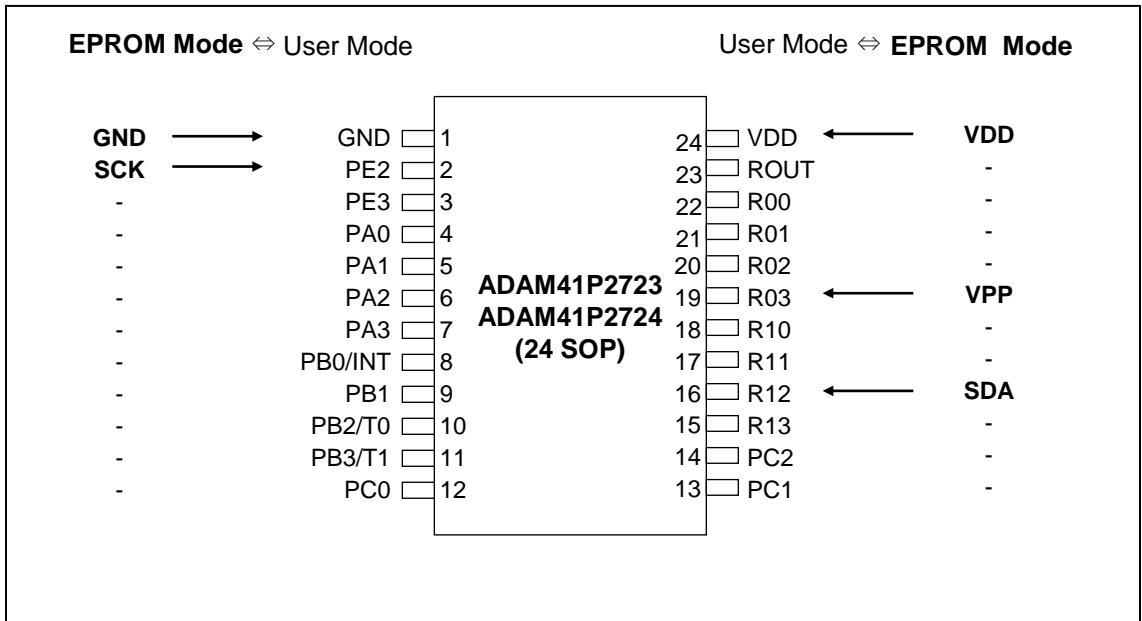 EPROM Mode ⇔ User Mode User Mode ⇔ EPROM Mode
GND GND 1 24 VDD VDD
SCK PE2 2 23 ROUT -
- PE3 3 22 R00 -
- PA0 4 21 R01 -
- PA1 5 20 R02 -
- PA2 6 19 R03 VPP
- PA3 7 18 R10 -
- PB0/INT 8 17 R11 -
- PB1 9 16 R12 SDA
- PB2/T0 10 15 R13 -
- PB3/T1 11 14 PC2 -
- PC0 12 13 PC1 -
ADAM41P2723
ADAM41P2724
(24 SOP)